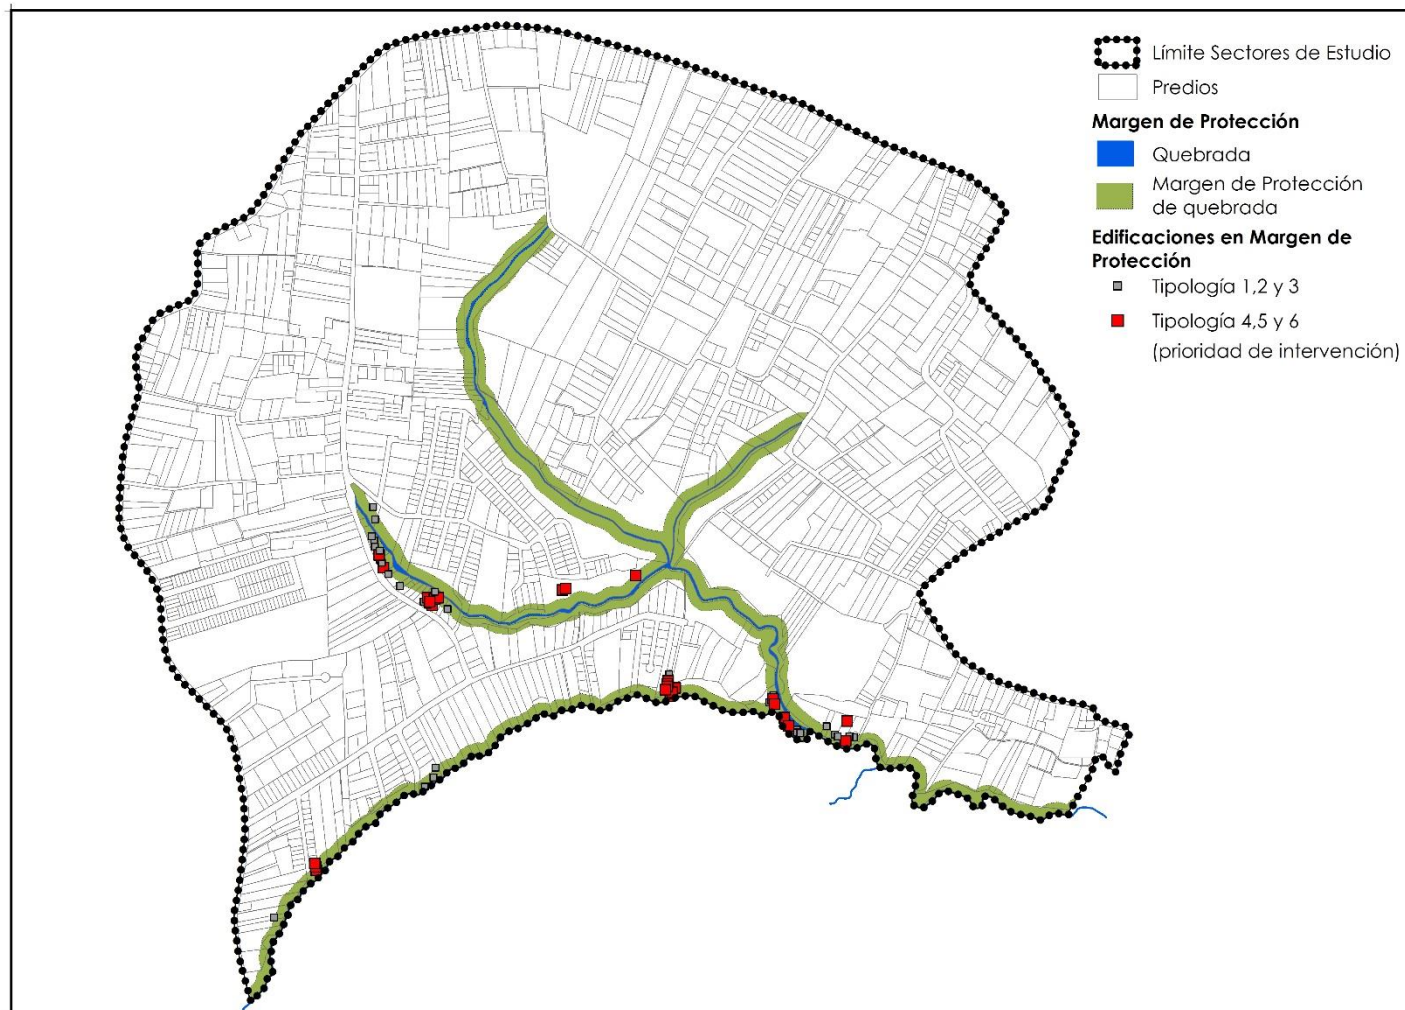 Límite Sectores de Estudio
Predios
Margen de Protección
Quebrada
Margen de Protección
de quebrada
Edificaciones en Margen de
Protección
Tipología 1,2 y 3
Tipología 4,5 y 6
(prioridad de intervención)